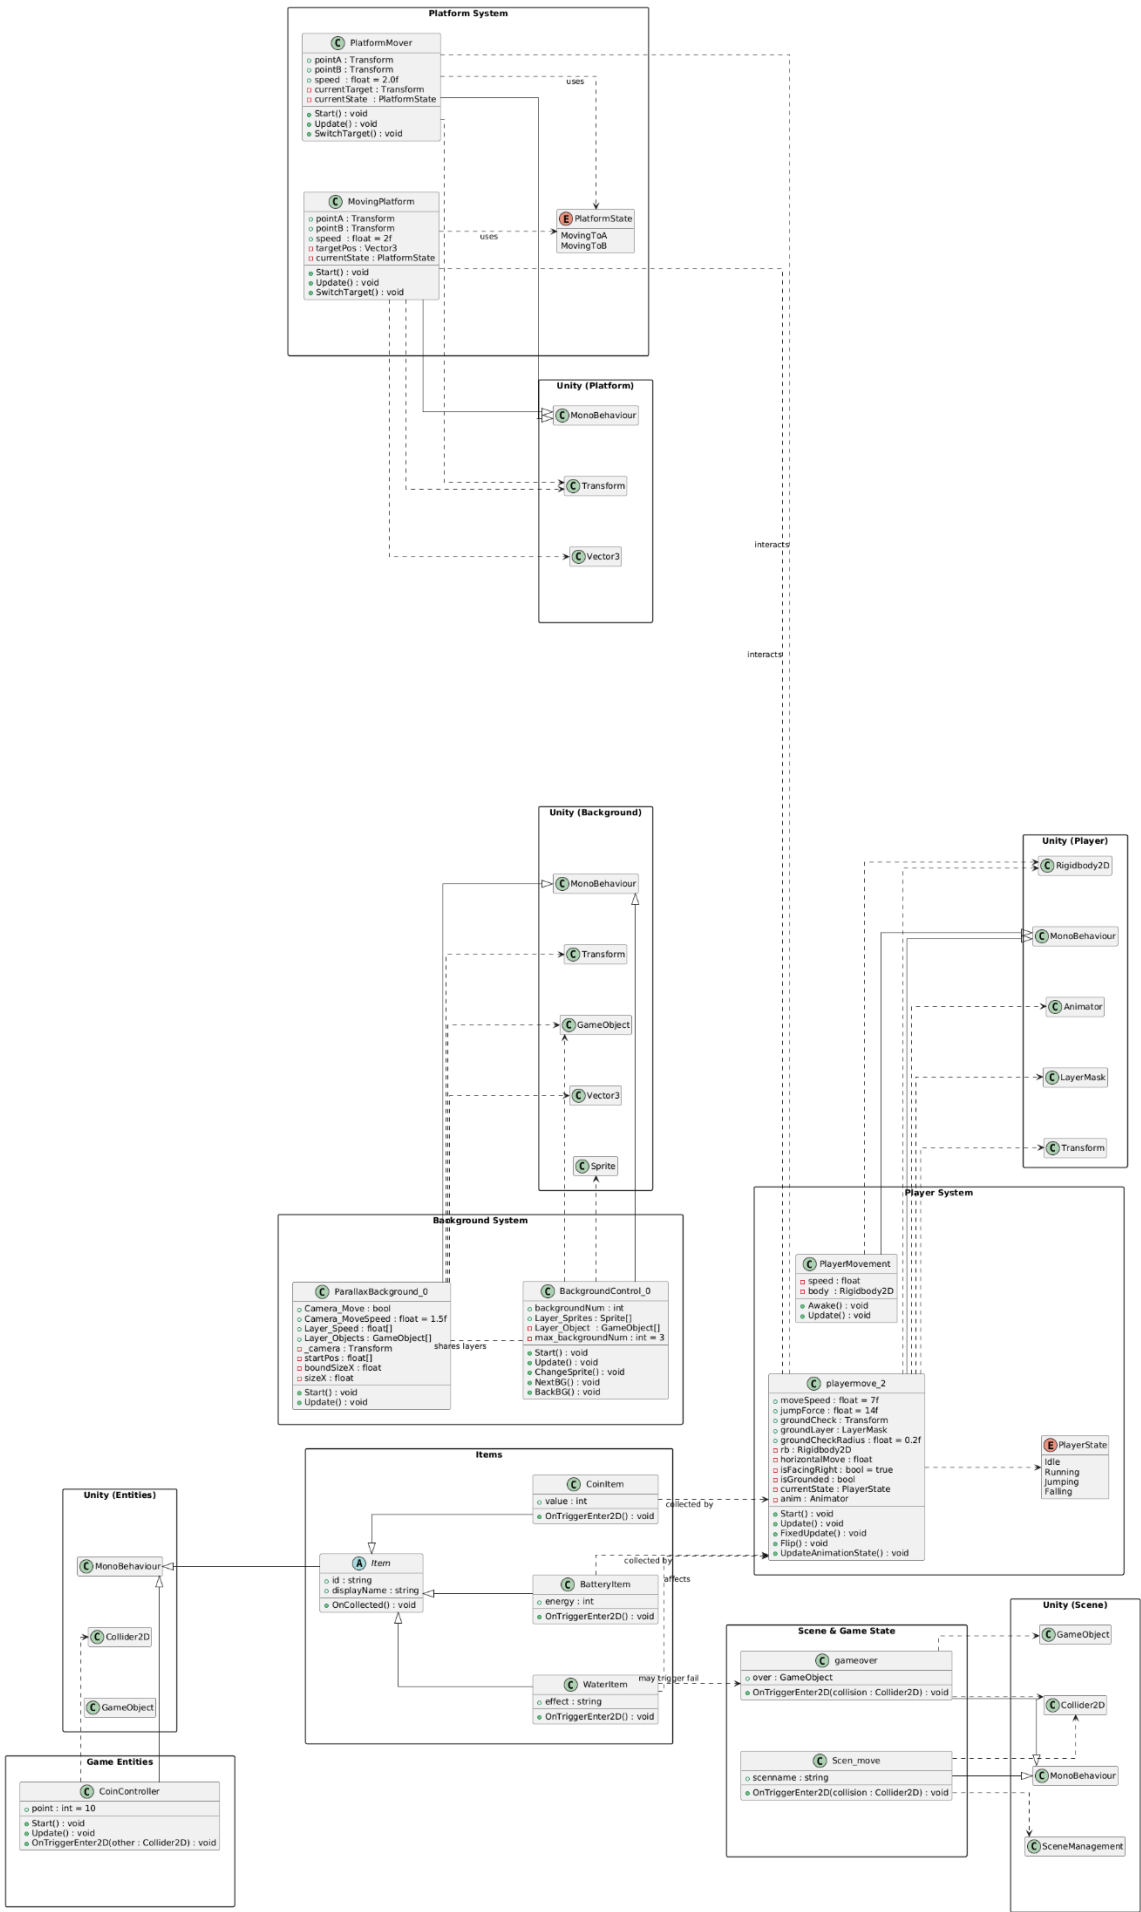 Platform System
C PlatformMover
pointA : Transform
pointB : Transform
speed : float = 2.0f
currentTarget : Transform
currentState : PlatformState
Start() : void
Update() : void
SwitchTarget() : void
uses
C MovingPlatform
pointA : Transform
pointB : Transform
speed : float = 2f
targetPos : Vector3
currentState : PlatformState
Start() : void
Update() : void
SwitchTarget() : void
uses
E PlatformState
MovingToA
MovingToB
Unity (Platform)
C MonoBehaviour
C Transform
C Vector3
interacts
interacts
Unity (Background)
C MonoBehaviour
C Transform
C GameObject
C Vector3
C Sprite
Unity (Player)
C Rigidbody2D
C MonoBehaviour
C Animator
C LayerMask
C Transform
Background System
C ParallaxBackground_0
Camera_Move : bool
Camera_MoveSpeed : float = 1.5f
Layer_Speed : float[]
Layer_Objects : GameObject[]
_camera : Transform
startPos : float[]
boundSizeX : float
sizeX : float
Start() : void
Update() : void
shares layers
C BackgroundControl_0
backgroundNum : int
Layer_Sprites : Sprite[]
Layer_Object : GameObject[]
max_backgroundNum : int = 3
Start() : void
Update() : void
ChangeSprite() : void
NextBG() : void
BackBG() : void
Player System
C PlayerMovement
speed : float
body : Rigidbody2D
Awake() : void
Update() : void
C playermove_2
moveSpeed : float = 7f
jumpForce : float = 14f
groundCheck : Transform
groundLayer : LayerMask
groundCheckRadius : float = 0.2f
rb : Rigidbody2D
horizontalMove : float
isFacingRight : bool = true
isGrounded : bool
currentState : PlayerState
anim : Animator
Start() : void
Update() : void
FixedUpdate() : void
Flip() : void
UpdateAnimationState() : void
E PlayerState
Idle
Running
Jumping
Falling
Items
C CoinItem
value : int
OnTriggerEnter2D() : void
collected by
A Item
id : string
displayName : string
OnCollected() : void
C BatteryItem
energy : int
OnTriggerEnter2D() : void
collected by
affects
C WaterItem
effect : string
OnTriggerEnter2D() : void
may trigger fail
Unity (Entities)
C MonoBehaviour
C Collider2D
C GameObject
Game Entities
C CoinController
point : int = 10
Start() : void
Update() : void
OnTriggerEnter2D(other : Collider2D) : void
Scene & Game State
C gameover
over : GameObject
OnTriggerEnter2D(collision : Collider2D) : void
C Scen_move
scenname : string
OnTriggerEnter2D(collision : Collider2D) : void
Unity (Scene)
C GameObject
C Collider2D
C MonoBehaviour
C SceneManagement